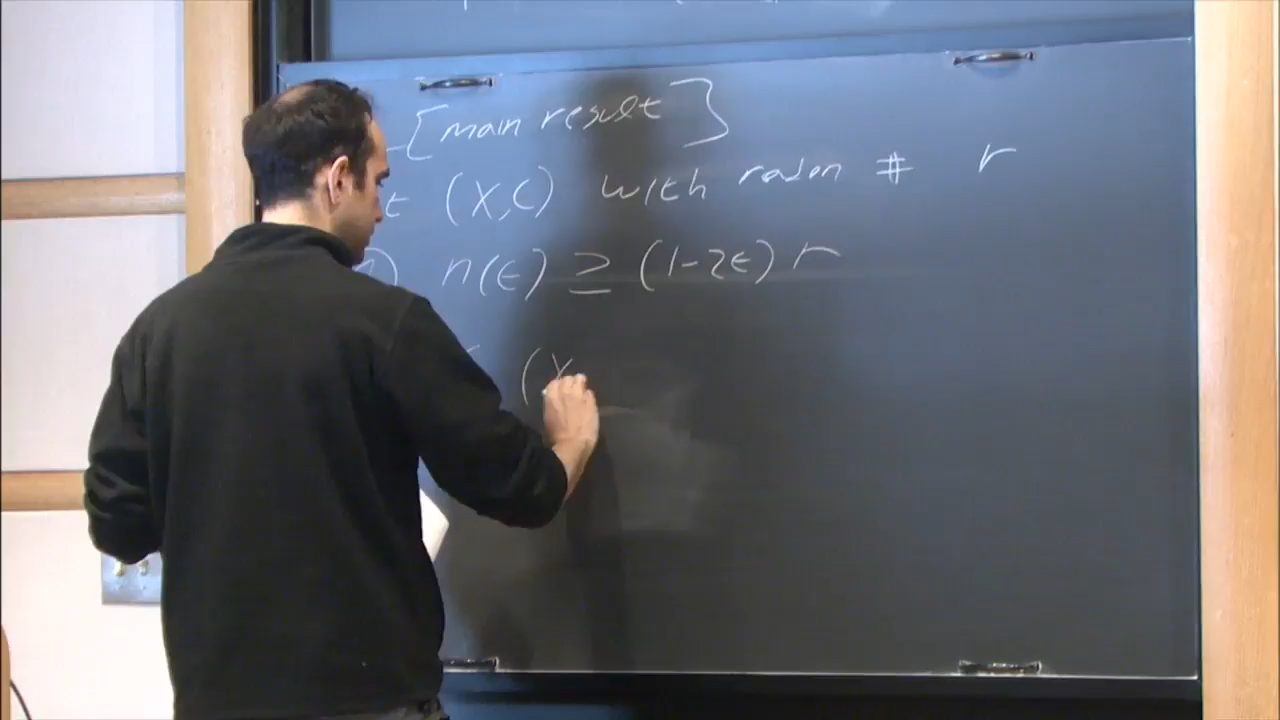 [main result]
(X,C) with radon # r
n(ϵ) ≥ (1-2ϵ) r
(X